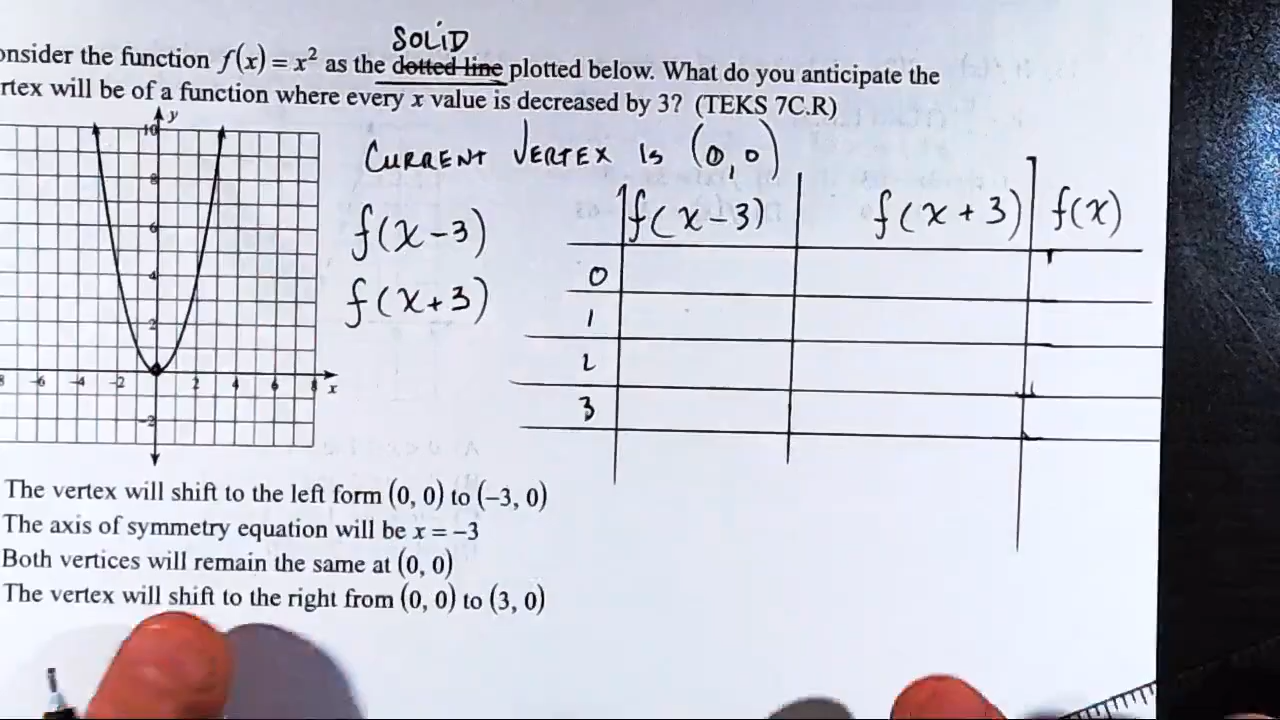 SOLID
onsider the function f(x) = x² as the dotted line plotted below. What do you anticipate the
rtex will be of a function where every x value is decreased by 3? (TEKS 7C.R)
y
10
8
6
4
2
8 -6 -4 -2 2 4 6 8 x
-2
CURRENT VERTEX IS (0,0)
f(x-3)
f(x+3)
f(x-3) f(x+3) f(x)
0
1
2
3
The vertex will shift to the left form (0, 0) to (−3, 0)
The axis of symmetry equation will be x = −3
Both vertices will remain the same at (0, 0)
The vertex will shift to the right from (0, 0) to (3, 0)